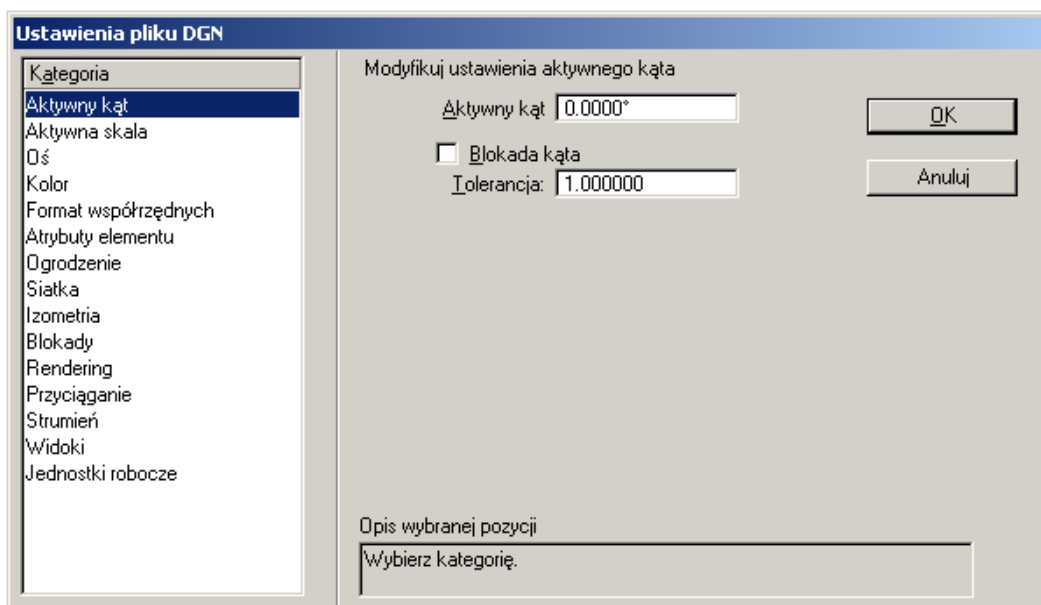 Ustawienia pliku DGN
Kategoria
Aktywny kąt
Aktywna skala
Oś
Kolor
Format współrzędnych
Atrybuty elementu
Ogrodzenie
Siatka
Izometria
Blokady
Rendering
Przyciąganie
Strumień
Widoki
Jednostki robocze
Modyfikuj ustawienia aktywnego kąta
Aktywny kąt 0.0000°
Blokada kąta
Tolerancja: 1.000000
OK
Anuluj
Opis wybranej pozycji
Wybierz kategorię.